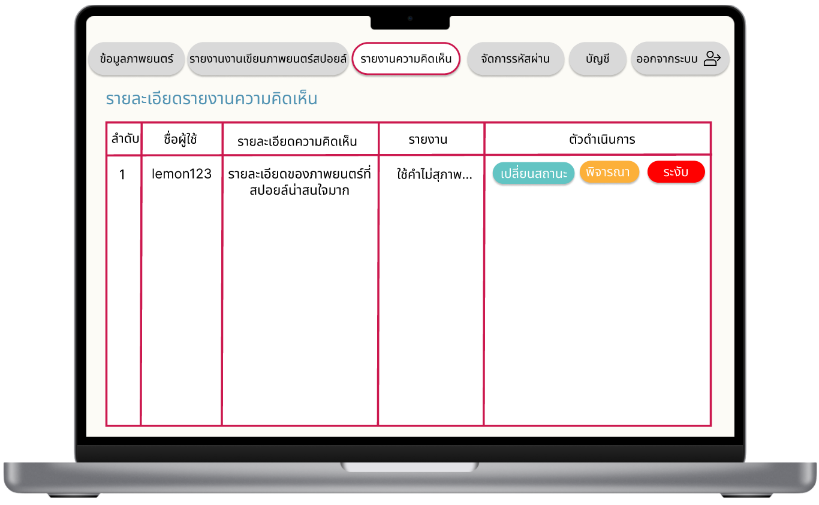 ข้อมูลภาพยนตร์ รายงานงานเขียนภาพยนตร์สปอยล์ รายงานความคิดเห็น จัดการรหัสผ่าน บัญชี ออกจากระบบ
รายละเอียดรายงานความคิดเห็น
ลำดับ ชื่อผู้ใช้ รายละเอียดความคิดเห็น รายงาน ตัวดำเนินการ
1 lemon123 รายละเอียดของภาพยนตร์ที่ ใช้คำไม่สุภาพ... เปลี่ยนสถานะ พิจารณา ระงับ
สปอยล์น่าสนใจมาก